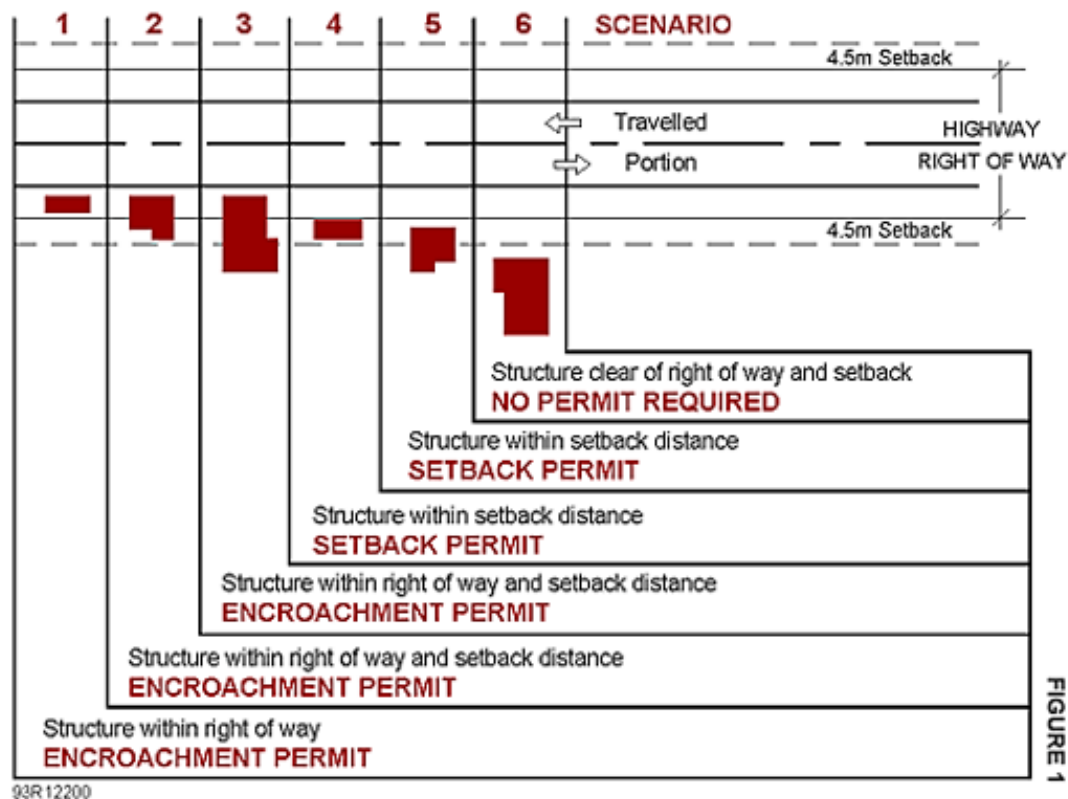 1 2 3 4 5 6 SCENARIO
4.5m Setback
Travelled
HIGHWAY
Portion
RIGHT OF WAY
4.5m Setback
Structure clear of right of way and setback
NO PERMIT REQUIRED
Structure within setback distance
SETBACK PERMIT
Structure within setback distance
SETBACK PERMIT
Structure within right of way and setback distance
ENCROACHMENT PERMIT
Structure within right of way and setback distance
ENCROACHMENT PERMIT
Structure within right of way
ENCROACHMENT PERMIT
FIGURE 1
93R12200